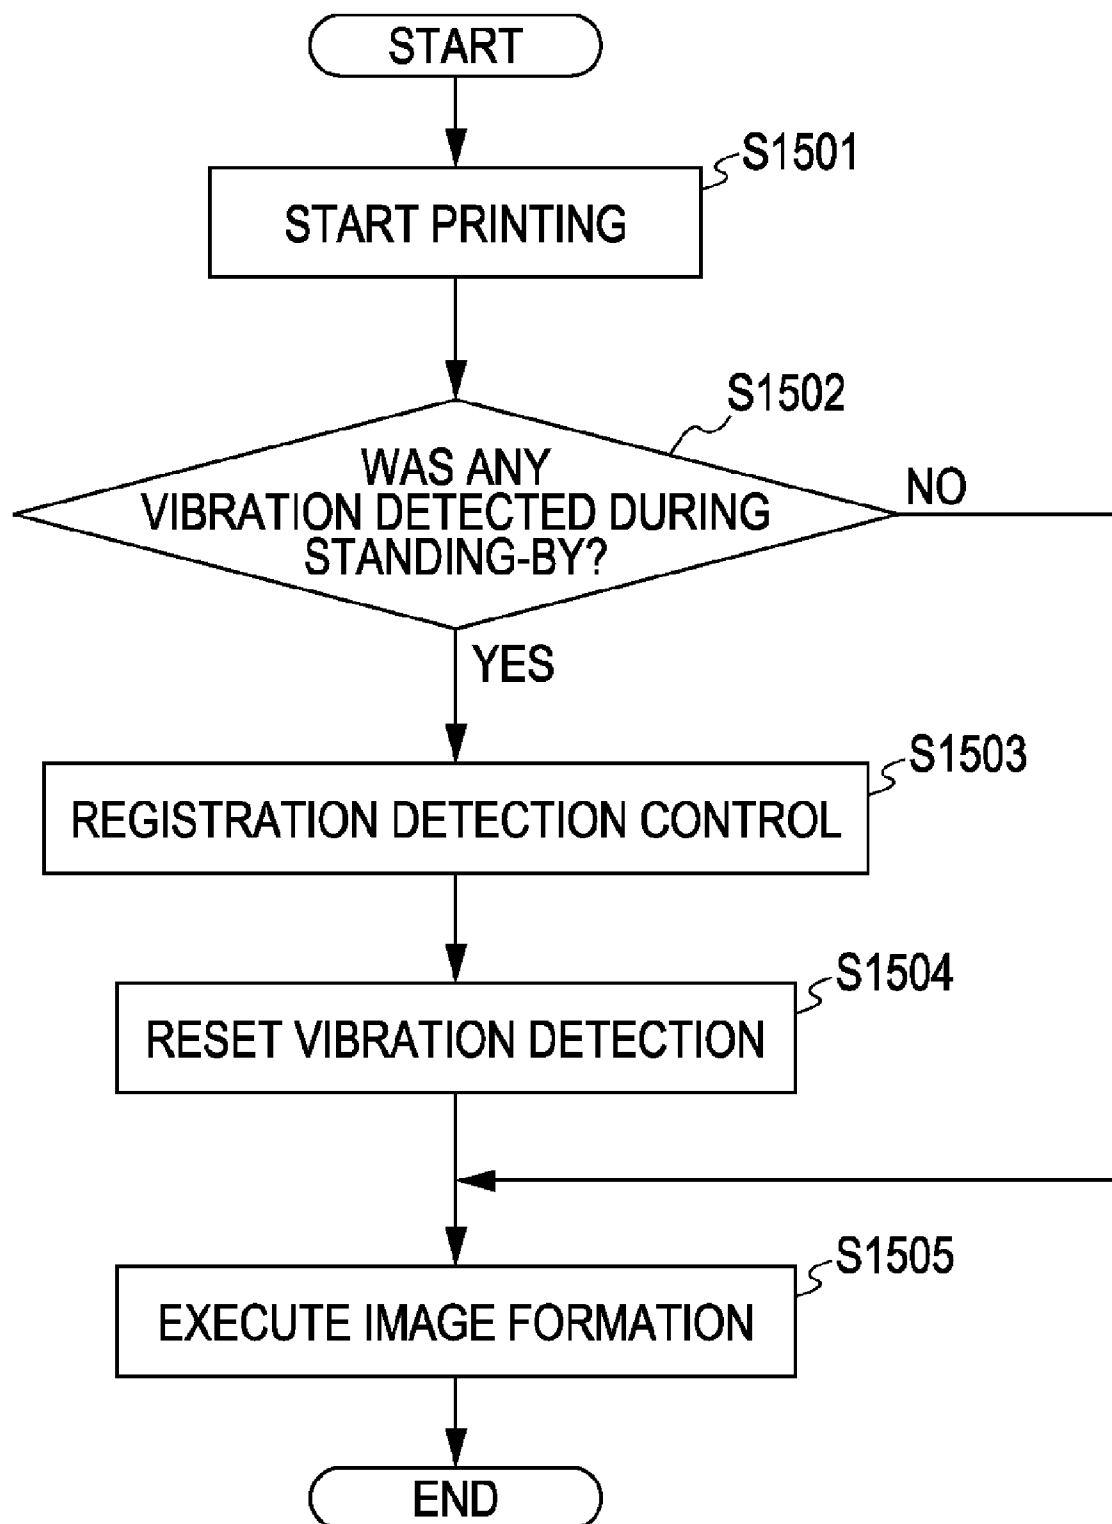 START
S1501
START PRINTING
S1502
WAS ANY
VIBRATION DETECTED DURING
STANDING-BY?
NO
YES
S1503
REGISTRATION DETECTION CONTROL
S1504
RESET VIBRATION DETECTION
S1505
EXECUTE IMAGE FORMATION
END